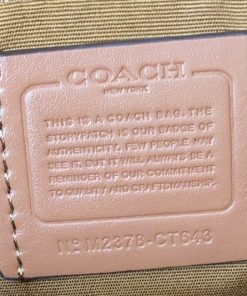 COACH
NEW YORK
THIS IS A COACH BAG. THE
STORYPATCH IS OUR BADGE OF
AUTHENTICITY. FEW PEOPLE MAY
SEE IT, BUT IT WILL ALWAYS BE A
REMINDER OF OUR COMMITMENT
TO QUALITY AND CRAFTSMANSHIP.
Nº M2378-CT643